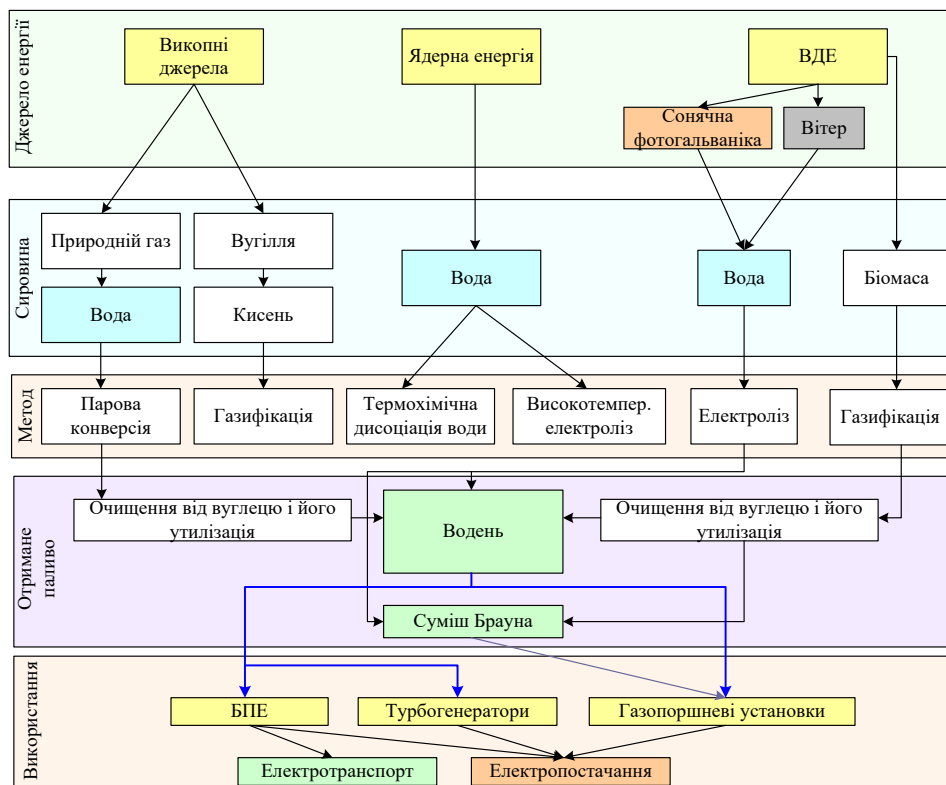 Джерело енергії
Викопні
джерела
Ядерна енергія
ВДЕ
Сонячна
фотогальваніка
Вітер
Сировина
Природній газ
Вугілля
Вода
Вода
Біомаса
Вода
Кисень
Метод
Парова
конверсія
Газифікація
Термохімічна
дисоціація води
Високотемпер.
електроліз
Електроліз
Газифікація
Отримане
паливо
Очищення від вуглецю і його
утилізація
Водень
Очищення від вуглецю і його
утилізація
Суміш Брауна
Використання
БПЕ
Турбогенератори
Газопоршневі установки
Електротранспорт
Електропостачання